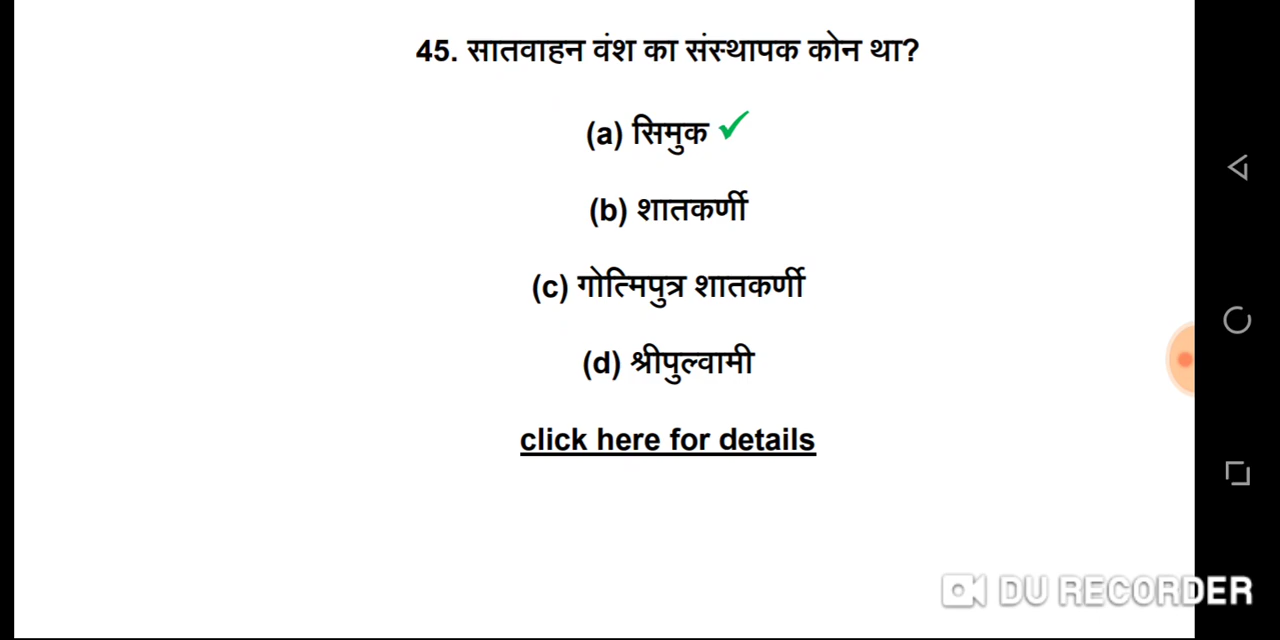 45. सातवाहन वंश का संस्थापक कोन था?
(a) सिमुक
(b) शातकर्णी
(c) गोत्मिपुत्र शातकर्णी
(d) श्रीपुल्वामी
click here for details
DU RECORDER